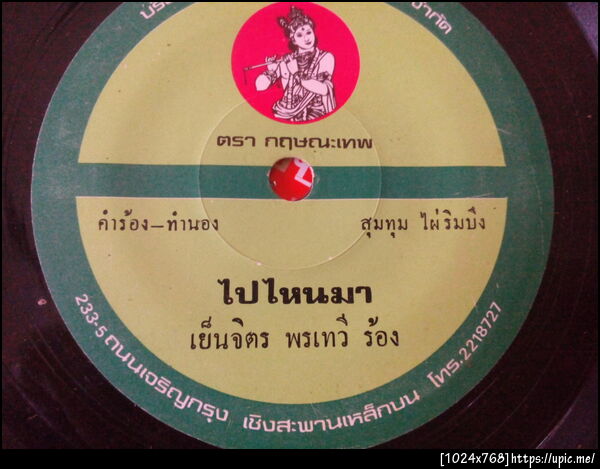 ตรา กฤษณะเทพ
คำร้อง–ทำนอง สุมทุม ไผ่ริมบึง
ไปไหนมา
เย็นจิตร พรเทวี ร้อง
233-5 ถนนเจริญกรุง เชิงสะพานเหล็กบน โทร.2218727
[1024x768]https://upic.me/